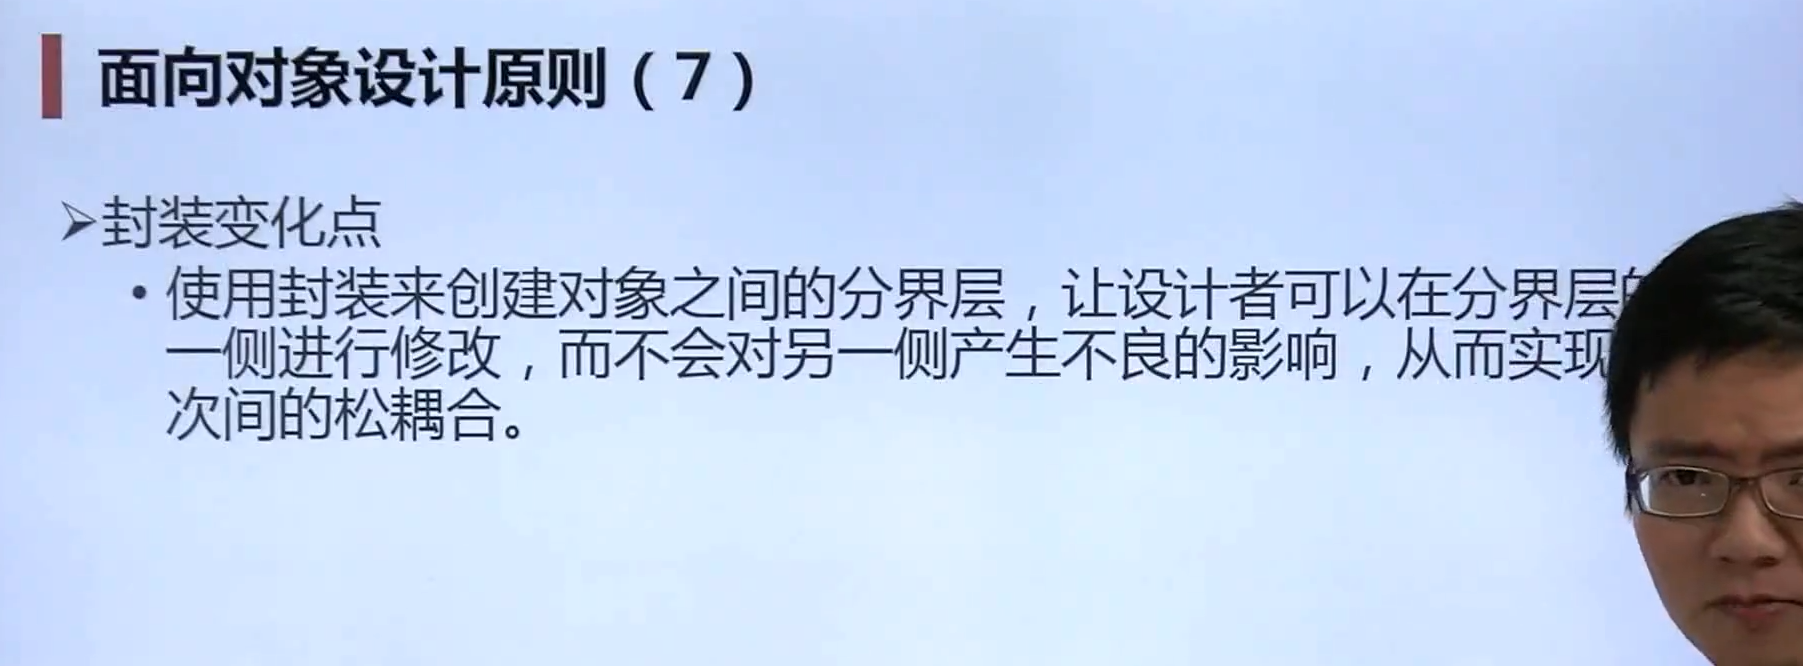 面向对象设计原则（7）
封装变化点
• 使用封装来创建对象之间的分界层，让设计者可以在分界层的
一侧进行修改，而不会对另一侧产生不良的影响，从而实现
次间的松耦合。